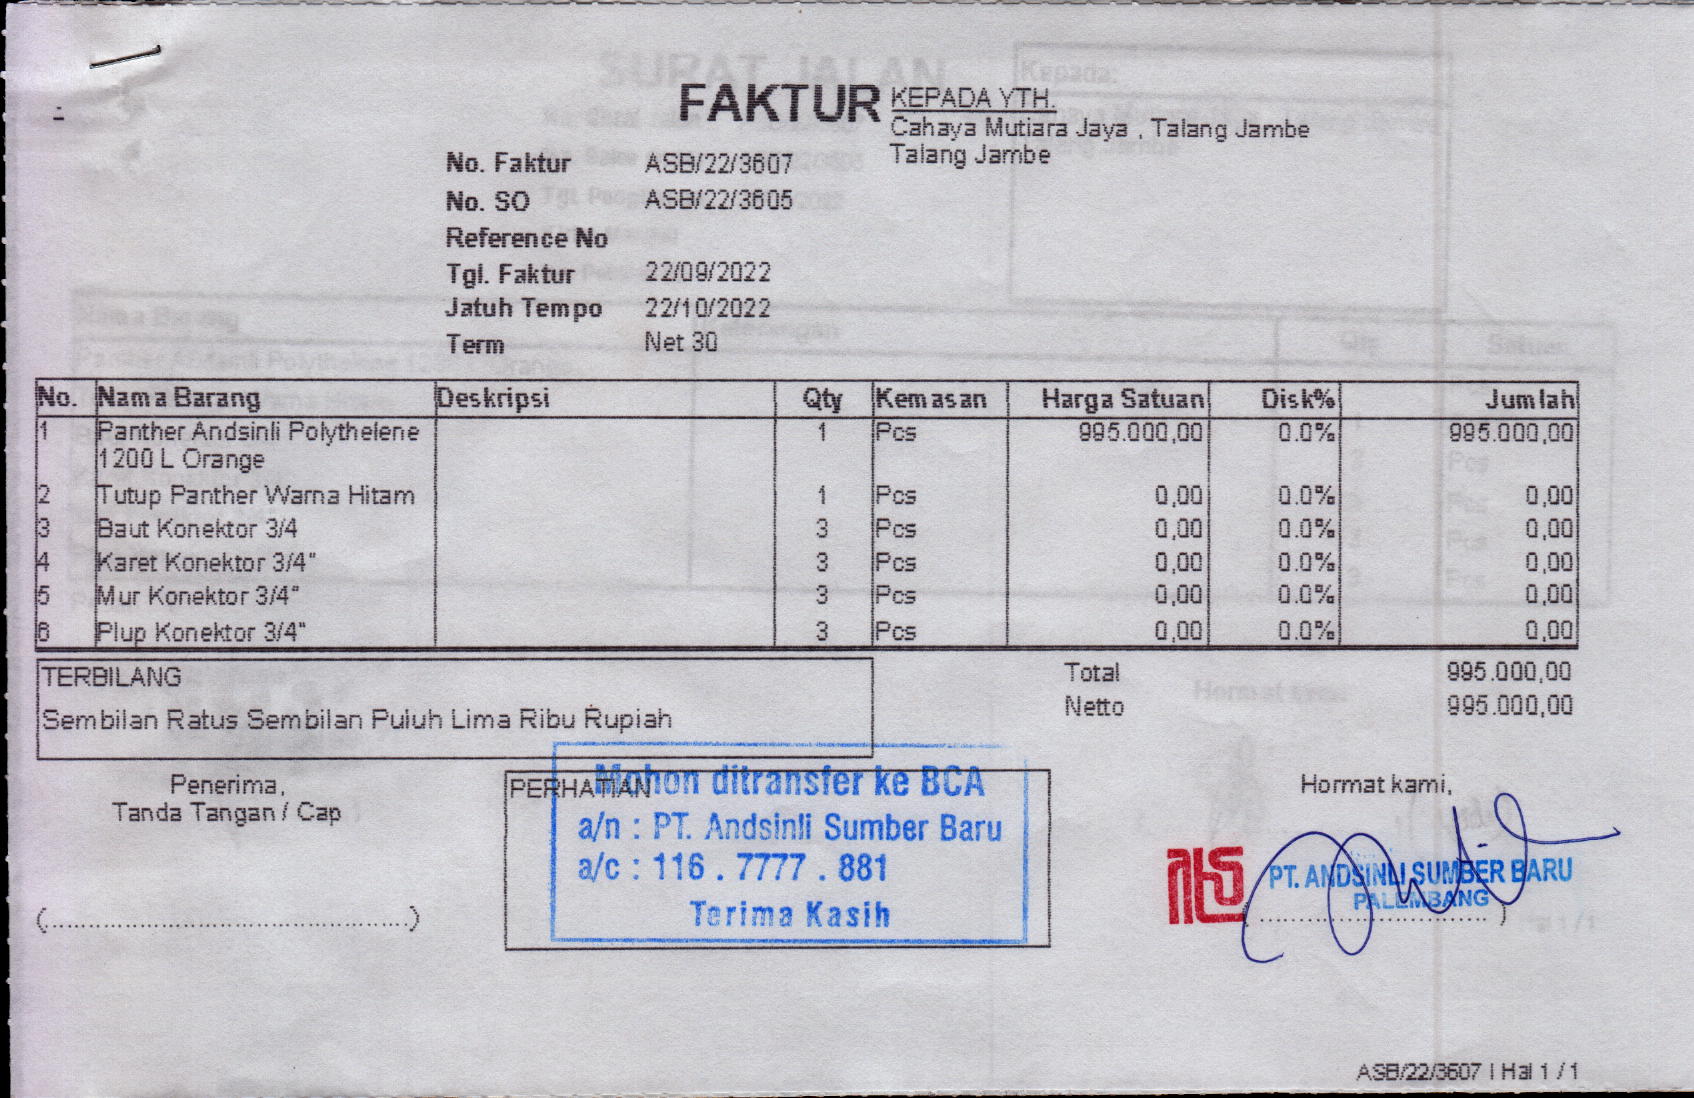 FAKTUR
KEPADA YTH.
Cahaya Mutiara Jaya , Talang Jambe
Talang Jambe
No. Faktur ASB/22/3607
No. SO ASB/22/3605
Reference No
Tgl. Faktur 22/09/2022
Jatuh Tempo 22/10/2022
Term Net 30
No. Nama Barang Deskripsi Qty Kemasan Harga Satuan Disk% Jumlah
1 Panther Andsinli Polythelene 1 Pcs 995.000,00 0.0% 995.000,00
1200 L Orange
2 Tutup Panther Warna Hitam 1 Pcs 0,00 0.0% 0,00
3 Baut Konektor 3/4 3 Pcs 0,00 0.0% 0,00
4 Karet Konektor 3/4" 3 Pcs 0,00 0.0% 0,00
5 Mur Konektor 3/4" 3 Pcs 0,00 0.0% 0,00
6 Plup Konektor 3/4" 3 Pcs 0,00 0.0% 0,00
TERBILANG
Sembilan Ratus Sembilan Puluh Lima Ribu Rupiah
Total 995.000,00
Netto 995.000,00
Penerima,
Tanda Tangan / Cap
(....................................................)
PERHATIAN
Mohon ditransfer ke BCA
a/n : PT. Andsinli Sumber Baru
a/c : 116 . 7777 . 881
Terima Kasih
Hormat kami,
PT. ANDSINLI SUMBER BARU
PALEMBANG
ASB/22/3607 | Hal 1 / 1